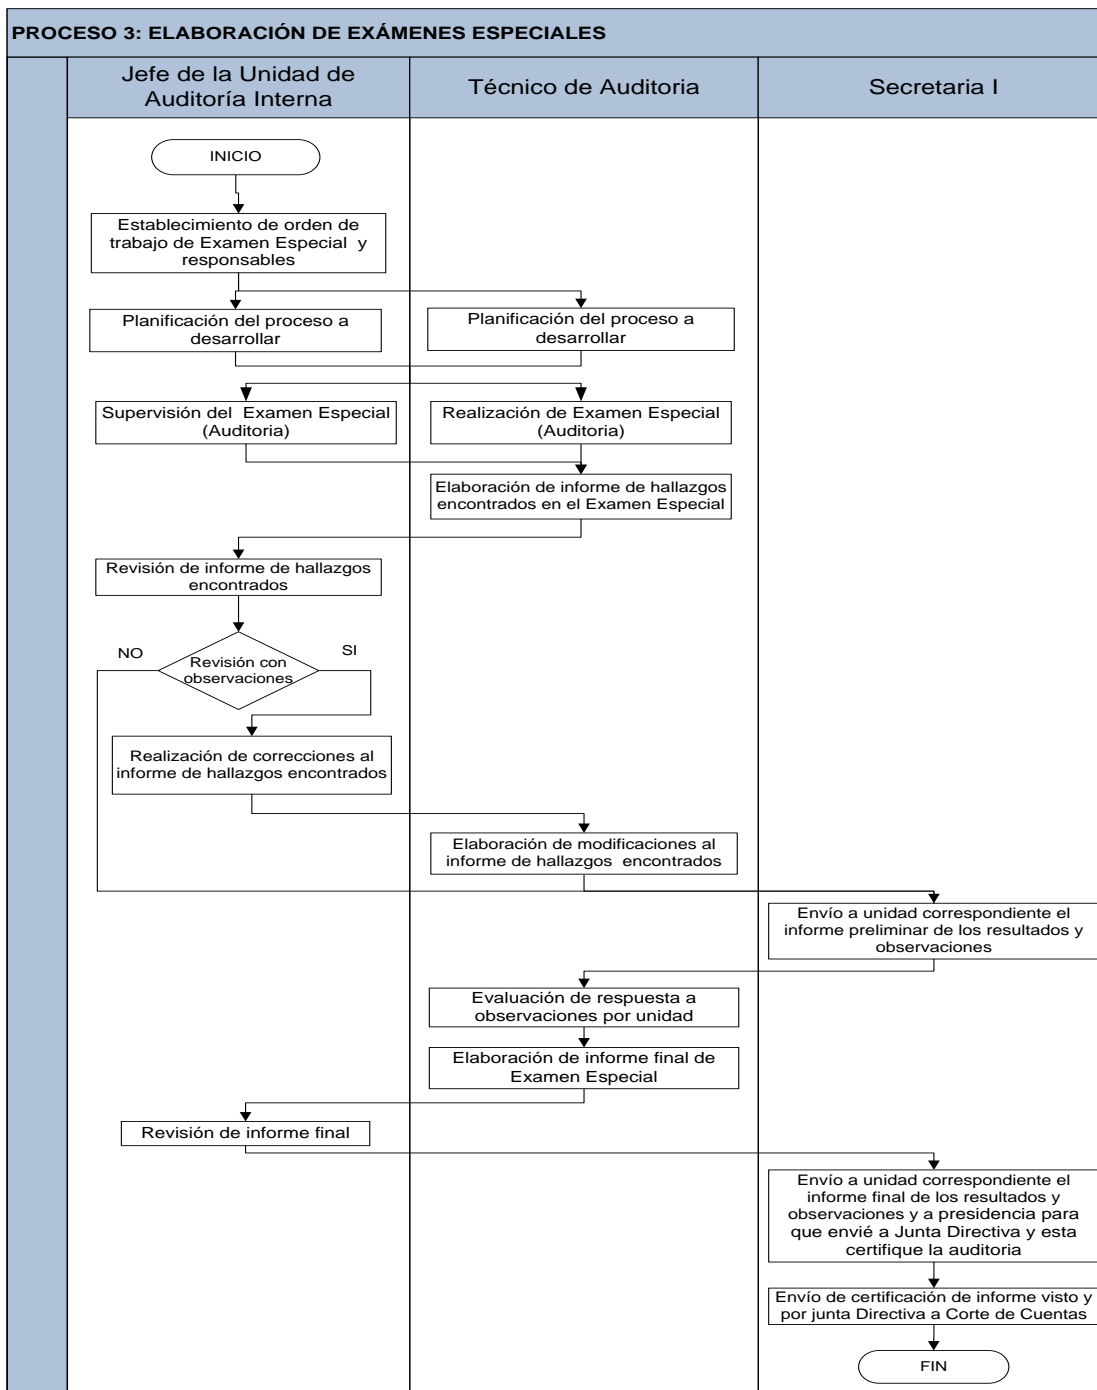 PROCESO 3: ELABORACIÓN DE EXÁMENES ESPECIALES
Jefe de la Unidad de
Auditoría Interna
Técnico de Auditoria
Secretaria I
INICIO
Establecimiento de orden de
trabajo de Examen Especial y
responsables
Planificación del proceso a
desarrollar
Planificación del proceso a
desarrollar
Supervisión del Examen Especial
(Auditoria)
Realización de Examen Especial
(Auditoria)
Elaboración de informe de hallazgos
encontrados en el Examen Especial
Revisión de informe de hallazgos
encontrados
NO
SI
Revisión con
observaciones
Realización de correcciones al
informe de hallazgos encontrados
Elaboración de modificaciones al
informe de hallazgos encontrados
Envío a unidad correspondiente el
informe preliminar de los resultados y
observaciones
Evaluación de respuesta a
observaciones por unidad
Elaboración de informe final de
Examen Especial
Revisión de informe final
Envío a unidad correspondiente el
informe final de los resultados y
observaciones y a presidencia para
que envié a Junta Directiva y esta
certifique la auditoria
Envío de certificación de informe visto y
por junta Directiva a Corte de Cuentas
FIN